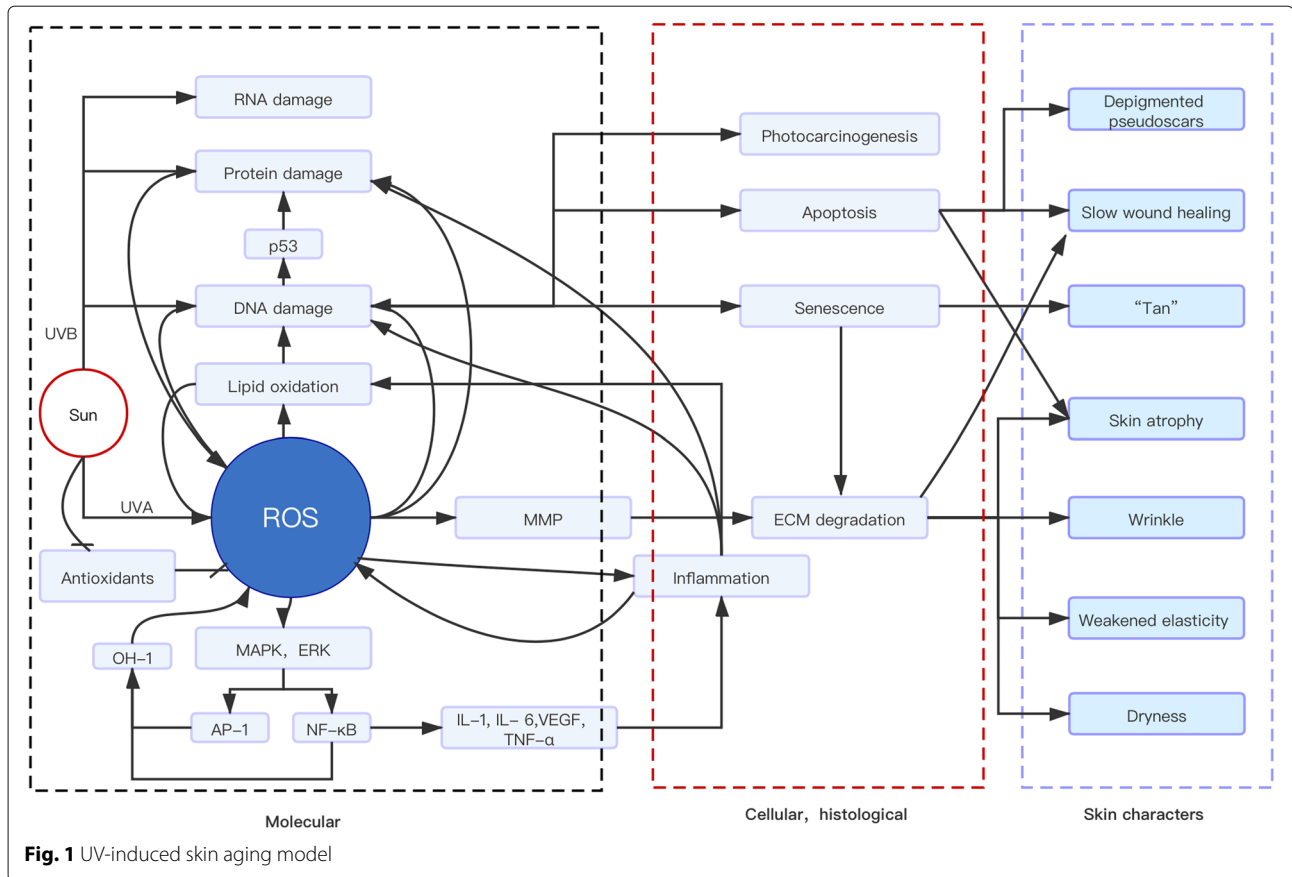 RNA damage
Protein damage
p53
DNA damage
UVB
Lipid oxidation
Sun
UVA
ROS
MMP
Antioxidants
OH-1
MAPK, ERK
AP-1
NF-κB
IL-1, IL- 6,VEGF,
TNF-α
Molecular
Photocarcinogenesis
Apoptosis
Senescence
ECM degradation
Inflammation
Cellular, histological
Depigmented
pseudoscars
Slow wound healing
“Tan”
Skin atrophy
Wrinkle
Weakened elasticity
Dryness
Skin characters
Fig. 1 UV-induced skin aging model